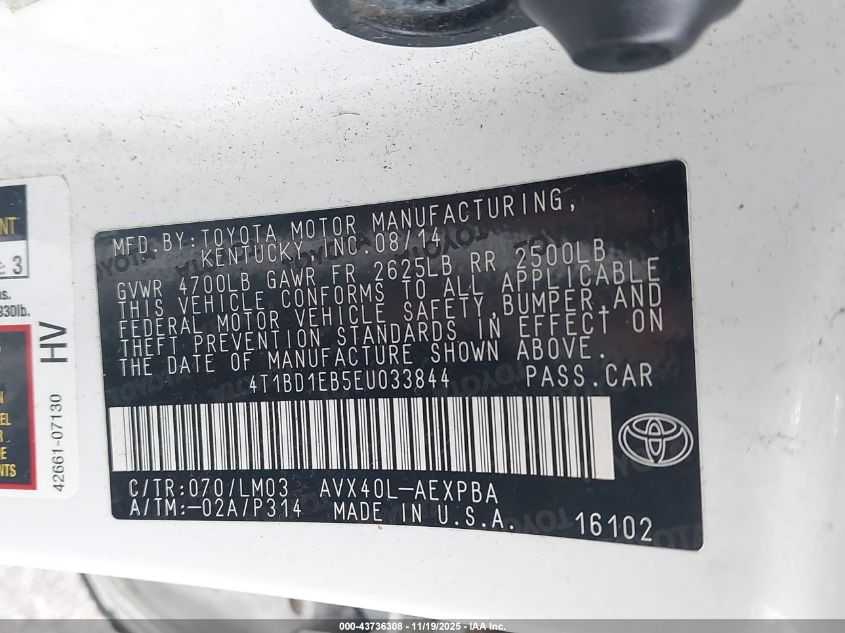 NT
E: 3
830lb.
HV
42661-07130
MFD. BY: TOYOTA MOTOR MANUFACTURING,
KENTUCKY, INC. 08/14
GVWR 4700LB GAWR FR 2625LB RR 2500LB
THIS VEHICLE CONFORMS TO ALL APPLICABLE
FEDERAL MOTOR VEHICLE SAFETY, BUMPER, AND
THEFT PREVENTION STANDARDS IN EFFECT ON
THE DATE OF MANUFACTURE SHOWN ABOVE.
4T1BD1EB5EU033844 PASS.CAR
C/TR:070/LM03 AVX40L-AEXPBA
A/TM:-02A/P314 MADE IN U.S.A.
16102
000-43736308 - 11/19/2025 - IAA Inc.